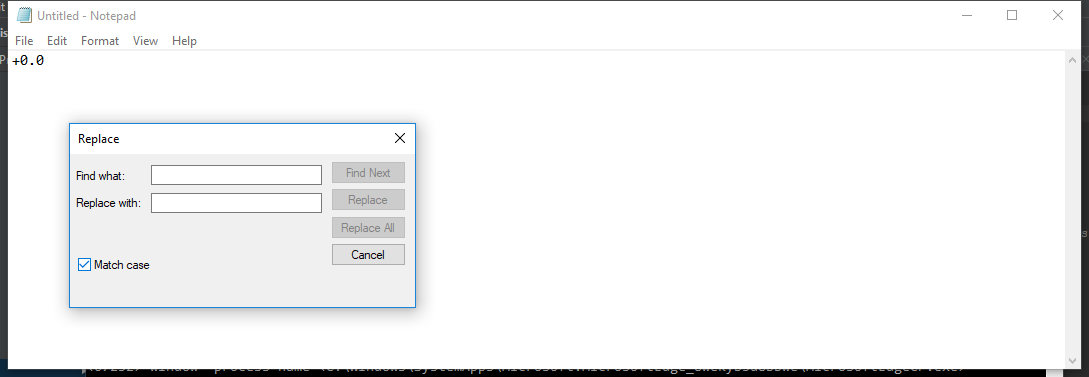 Untitled - Notepad
File Edit Format View Help
+0.0
Replace
Find what:
Find Next
Replace with:
Replace
Replace All
Cancel
Match case